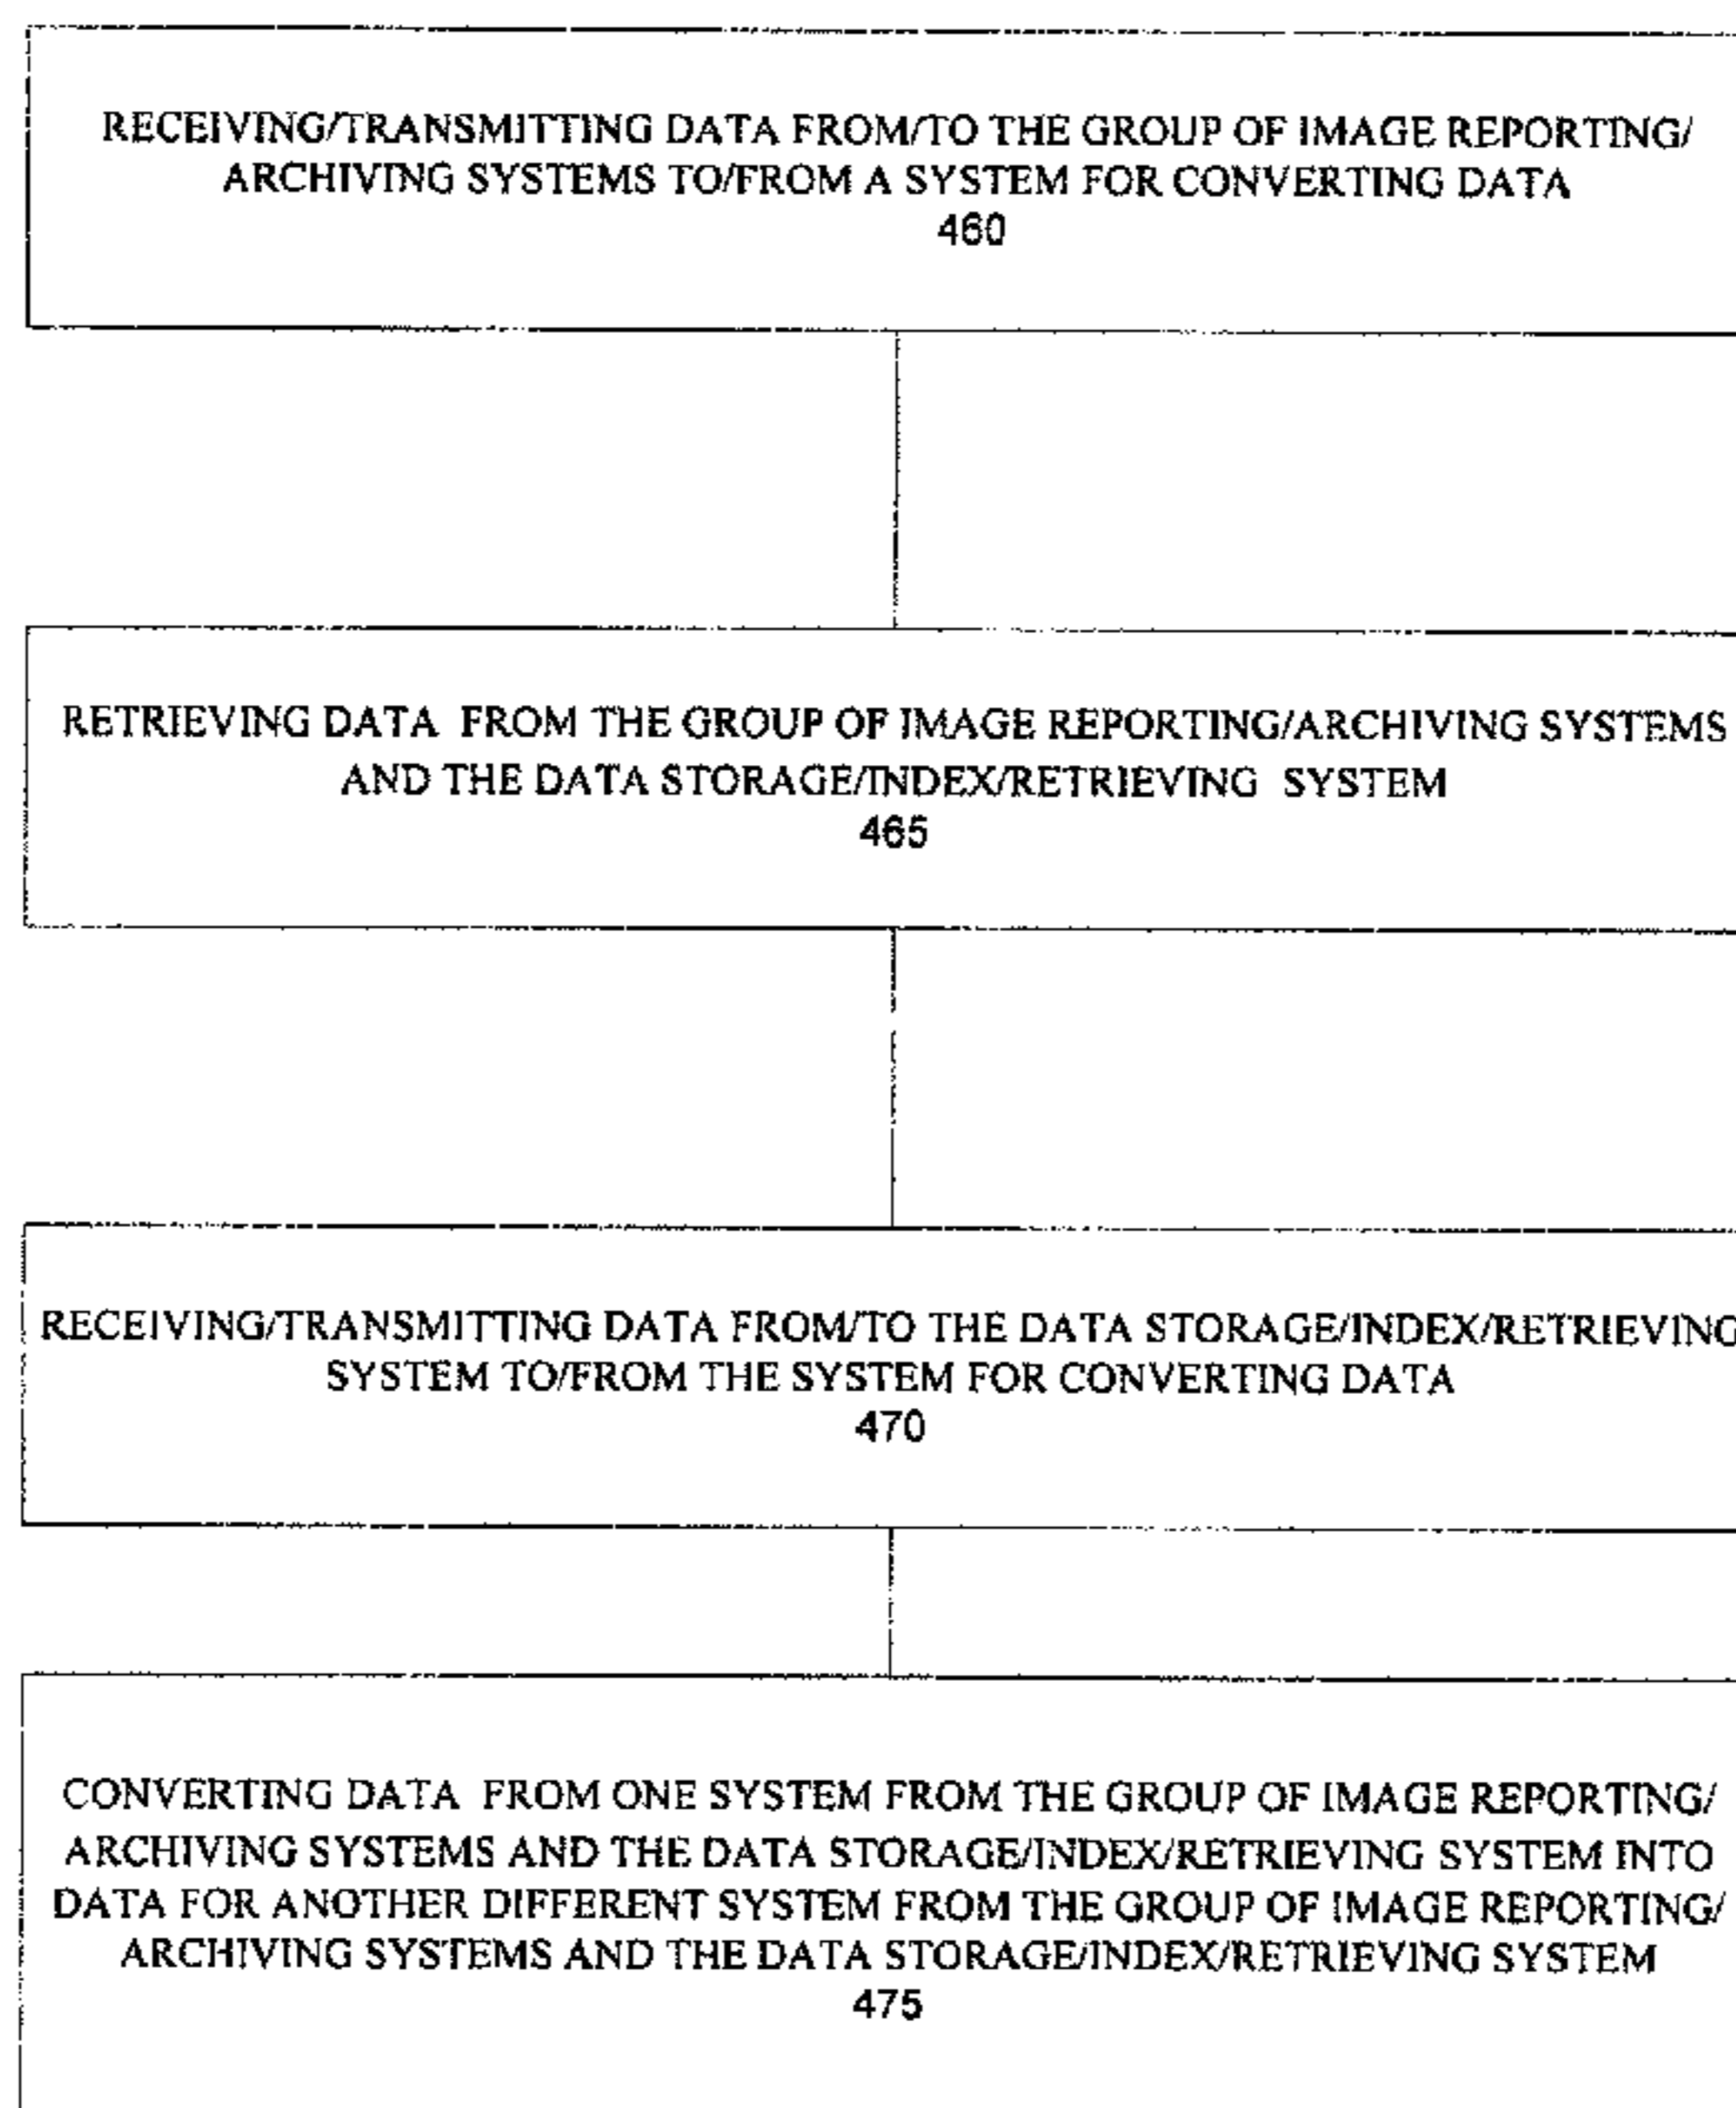 RECEIVING/TRANSMITTING DATA FROM/TO THE GROUP OF IMAGE REPORTING/
ARCHIVING SYSTEMS TO/FROM A SYSTEM FOR CONVERTING DATA
460
RETRIEVING DATA FROM THE GROUP OF IMAGE REPORTING/ARCHIVING SYSTEMS
AND THE DATA STORAGE/INDEX/RETRIEVING SYSTEM
465
RECEIVING/TRANSMITTING DATA FROM/TO THE DATA STORAGE/INDEX/RETRIEVING
SYSTEM TO/FROM THE SYSTEM FOR CONVERTING DATA
470
CONVERTING DATA FROM ONE SYSTEM FROM THE GROUP OF IMAGE REPORTING/
ARCHIVING SYSTEMS AND THE DATA STORAGE/INDEX/RETRIEVING SYSTEM INTO
DATA FOR ANOTHER DIFFERENT SYSTEM FROM THE GROUP OF IMAGE REPORTING/
ARCHIVING SYSTEMS AND THE DATA STORAGE/INDEX/RETRIEVING SYSTEM
475